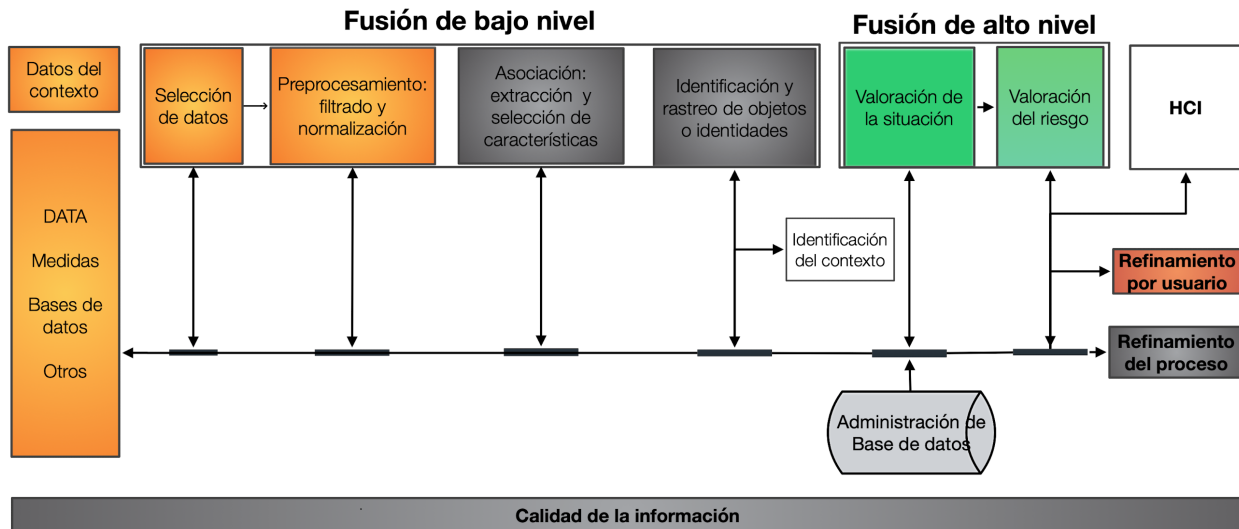 Fusión de bajo nivel
Fusión de alto nivel
Datos del
contexto
Selección
de datos
Preprocesamiento:
filtrado y
normalización
Asociación:
extracción y
selección de
características
Identificación y
rastreo de objetos
o identidades
Valoración de
la situación
Valoración
del riesgo
HCI
DATA
Medidas
Bases de
datos
Otros
Identificación
del contexto
Refinamiento
por usuario
Refinamiento
del proceso
Administración de
Base de datos
Calidad de la información